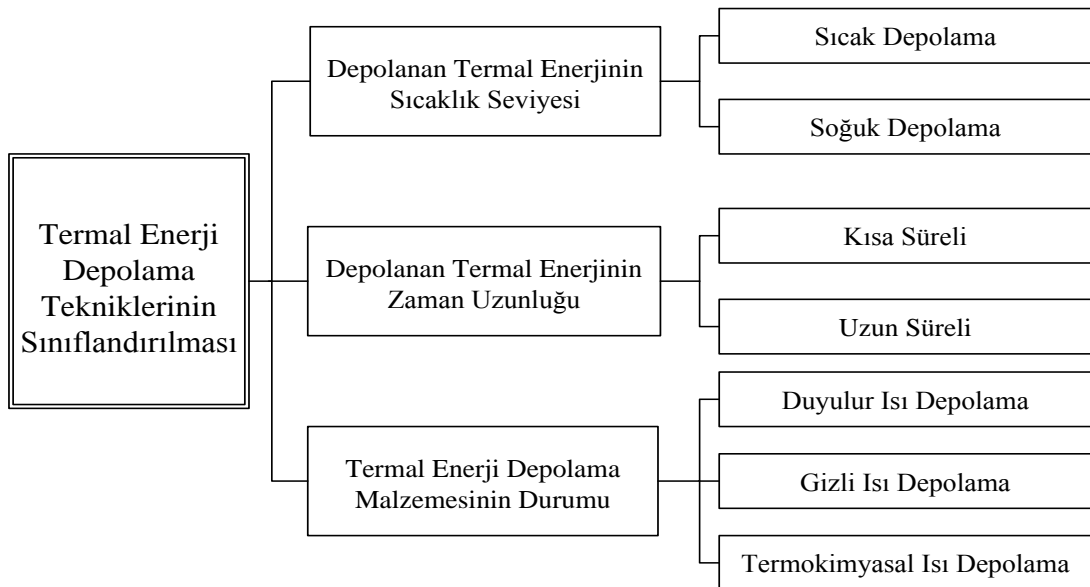 Termal Enerji
Depolama
Tekniklerinin
Sınıflandırılması
Depolanan Termal Enerjinin
Sıcaklık Seviyesi
Sıcak Depolama
Soğuk Depolama
Depolanan Termal Enerjinin
Zaman Uzunluğu
Kısa Süreli
Uzun Süreli
Termal Enerji Depolama
Malzemesinin Durumu
Duyulur Isı Depolama
Gizli Isı Depolama
Termokimyasal Isı Depolama